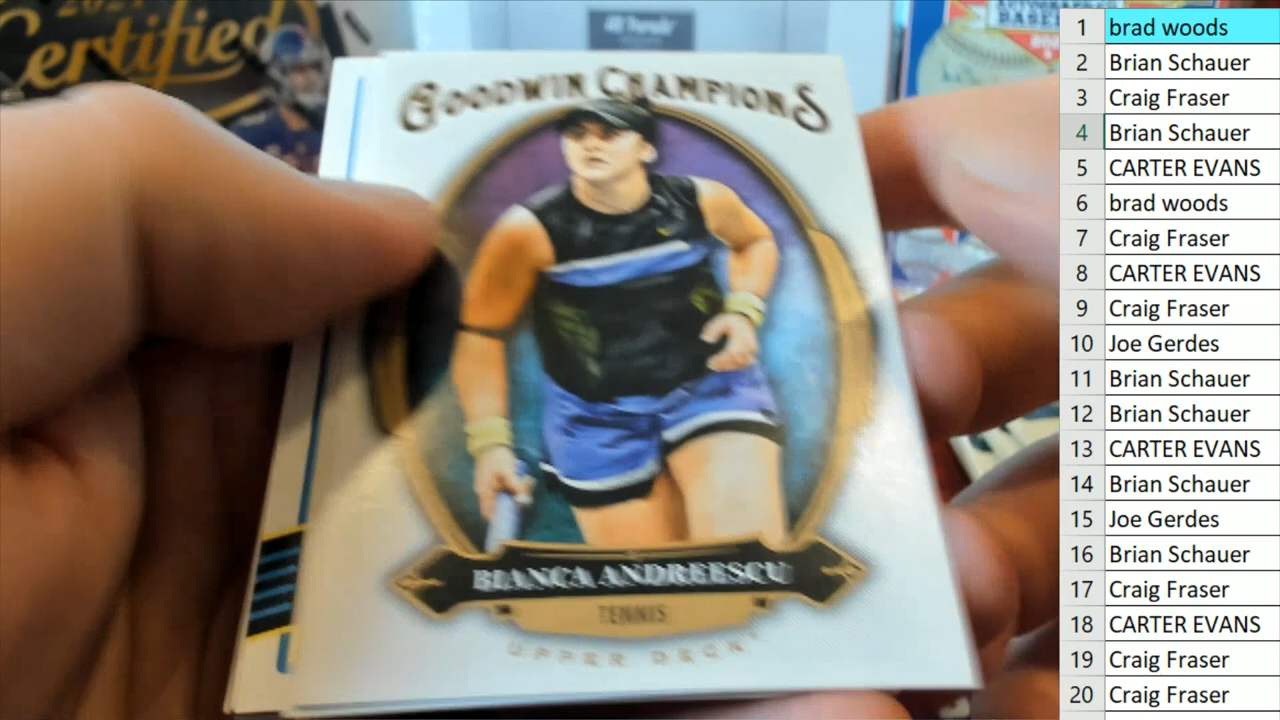 2021
Certified
GOODWIN CHAMPIONS
BIANCA ANDREESCU
TENNIS
UPPER DECK
AUTOGRAPHED
BASEBALL
1 brad woods
2 Brian Schauer
3 Craig Fraser
4 Brian Schauer
5 CARTER EVANS
6 brad woods
7 Craig Fraser
8 CARTER EVANS
9 Craig Fraser
10 Joe Gerdes
11 Brian Schauer
12 Brian Schauer
13 CARTER EVANS
14 Brian Schauer
15 Joe Gerdes
16 Brian Schauer
17 Craig Fraser
18 CARTER EVANS
19 Craig Fraser
20 Craig Fraser